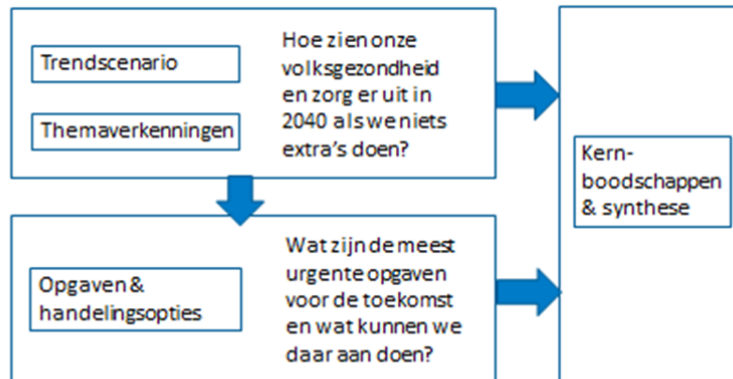 Trendscenario
Themaverkenningen
Hoe zien onze
volksgezondheid
en zorg er uit in
2040 als we niets
extra's doen?
Opgaven &
handelingsopties
Wat zijn de meest
urgente opgaven
voor de toekomst
en wat kunnen we
daar aan doen?
Kern-
boodschappen
& synthese